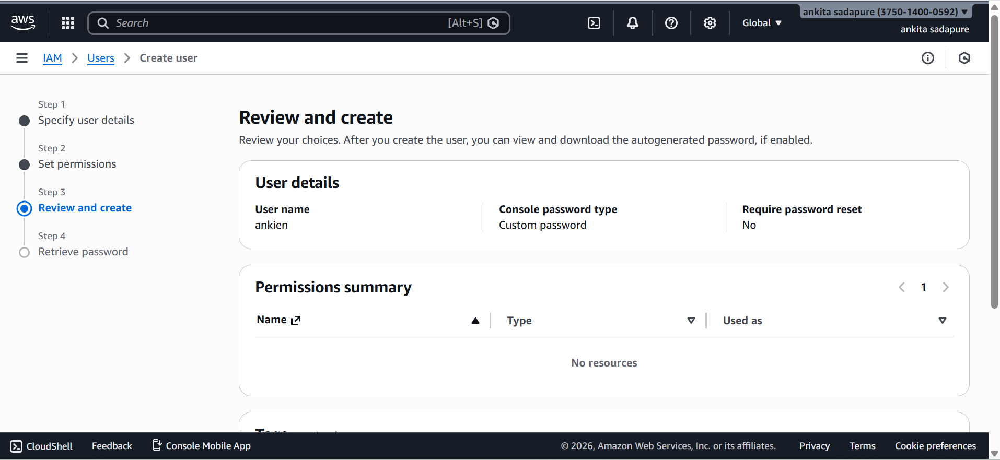 aws
Search [Alt+S]
Global
ankita sadapure (3750-1400-0592)
ankita sadapure
IAM Users Create user
Step 1
Specify user details
Step 2
Set permissions
Step 3
Review and create
Step 4
Retrieve password
Review and create
Review your choices. After you create the user, you can view and download the autogenerated password, if enabled.
User details
User name
ankien
Console password type
Custom password
Require password reset
No
Permissions summary
1
Name Type Used as
No resources
CloudShell Feedback Console Mobile App © 2026, Amazon Web Services, Inc. or its affiliates. Privacy Terms Cookie preferences